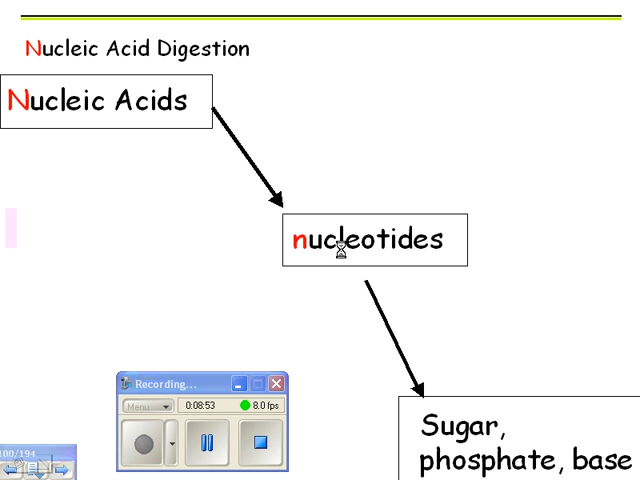 Nucleic Acid Digestion
Nucleic Acids
nucleotides
Recording...
Menu
0:08:53
8.0 fps
Sugar,
phosphate, base
100/194